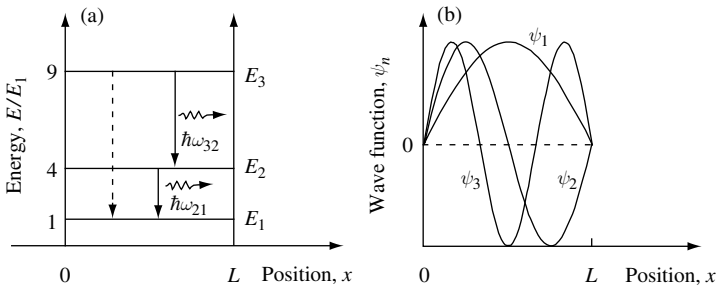 (a)
Energy, E/E₁
9
4
1
E₃
E₂
E₁
ħω₃₂
ħω₂₁
0
L
Position, x
(b)
Wave function, ψₙ
0
ψ₁
ψ₃
ψ₂
0
L
Position, x